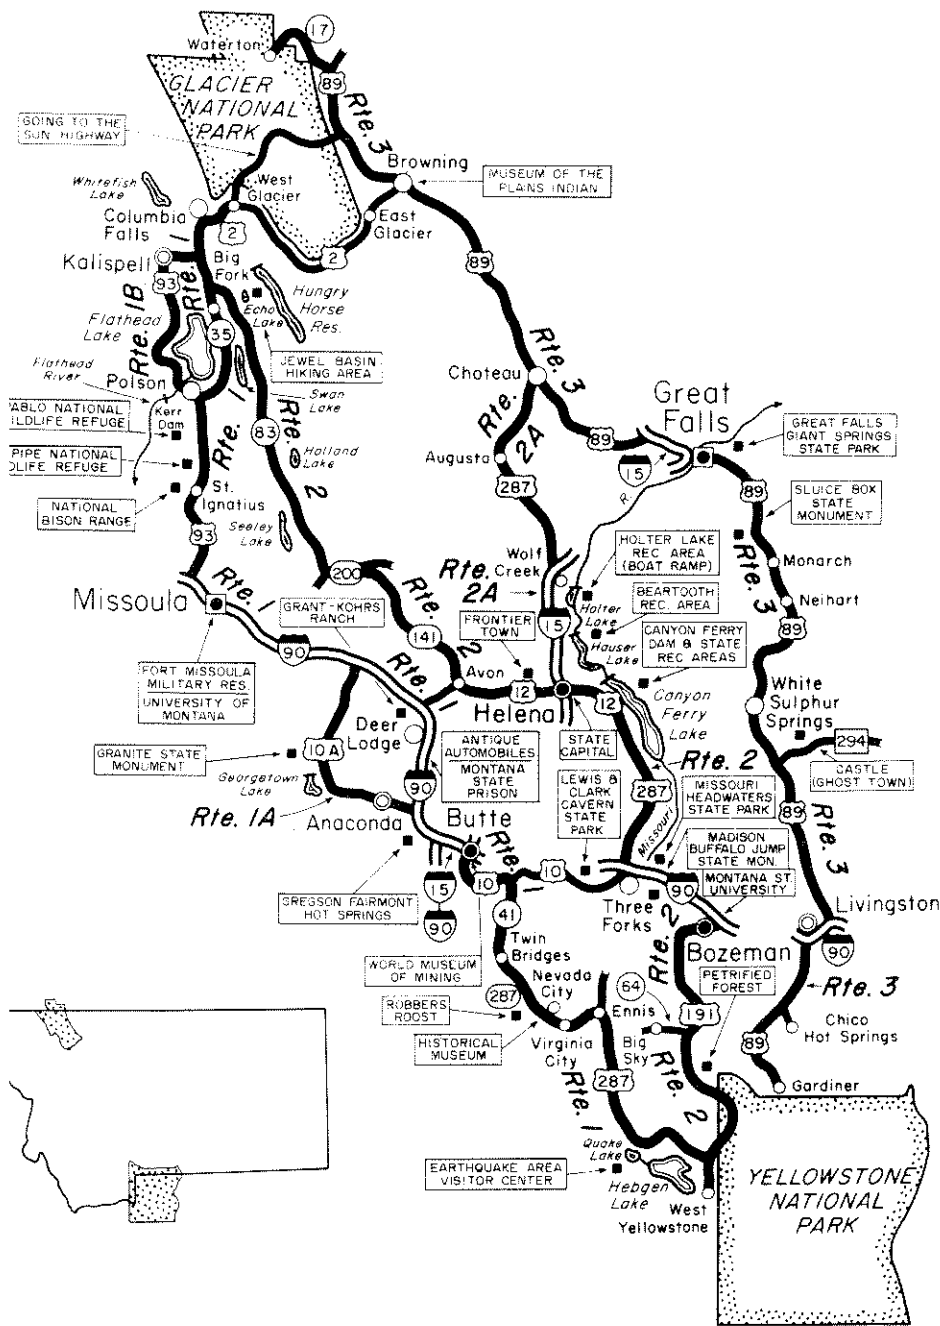 17
Waterton
GLACIER
NATIONAL
PARK
89
Rte. 3
GOING TO THE
SUN HIGHWAY
Browning
MUSEUM OF THE
PLAINS INDIAN
Whitefish
Lake
West
Glacier
Columbia
Falls
East
Glacier
2
2
89
Kalispell
93
Big
Fork
Echo
Lake
Hungry
Horse
Res.
Rte. 1
Rte. 1B
Flathead
Lake
35
JEWEL BASIN
HIKING AREA
Flathead
River
Polson
Swan
Lake
Kerr
Dam
ABLO NATIONAL
ILDLIFE REFUGE
PIPE NATIONAL
DLIFE REFUGE
NATIONAL
BISON RANGE
Rte. 1
St.
Ignatius
93
83
Rte. 2
Holland
Lake
Seeley
Lake
Choteau
Rte. 3
Rte. 2A
Augusta
287
89
Great
Falls
15
R.
GREAT FALLS
GIANT SPRINGS
STATE PARK
89
SLUICE BOX
STATE
MONUMENT
Monarch
Rte. 3
Neihart
89
Wolf
Creek
Rte.
2A
15
HOLTER LAKE
REC AREA
(BOAT RAMP)
BEARTOOTH
REC. AREA
Holter
Lake
Hauser
Lake
CANYON FERRY
DAM & STATE
REC AREAS
Canyon
Ferry
Lake
200
Rte. 2
141
FRONTIER
TOWN
Missoula
Rte. 1
90
GRANT-KOHRS
RANCH
FORT MISSOULA
MILITARY RES.
UNIVERSITY OF
MONTANA
Rte.
Avon
12
Helena
12
STATE
CAPITAL
White
Sulphur
Springs
294
CASTLE
(GHOST TOWN)
Deer
Lodge
10A
GRANITE STATE
MONUMENT
Georgetown
Lake
Rte. 1A
Anaconda
ANTIQUE
AUTOMOBILES
MONTANA
STATE
PRISON
90
Butte
Rte. 1
LEWIS &
CLARK
CAVERN
STATE
PARK
Rte. 2
287
Missouri
MISSOURI
HEADWATERS
STATE PARK
MADISON
BUFFALO JUMP
STATE MON.
MONTANA ST.
UNIVERSITY
89
Rte. 3
GREGSON FAIRMONT
HOT SPRINGS
15
90
10
10
41
90
Three
Forks
Livingston
90
Bozeman
Rte. 2
Twin
Bridges
WORLD MUSEUM
OF MINING
Nevada
City
287
ROBBERS
ROOST
HISTORICAL
MUSEUM
Virginia
City
Ennis
64
PETRIFIED
FOREST
191
Big
Sky
Rte. 3
Chico
Hot Springs
89
Gardiner
287
Rte. 1
Rte. 2
Quake
Lake
EARTHQUAKE AREA
VISITOR CENTER
Hebgen
Lake
West
Yellowstone
YELLOWSTONE
NATIONAL
PARK